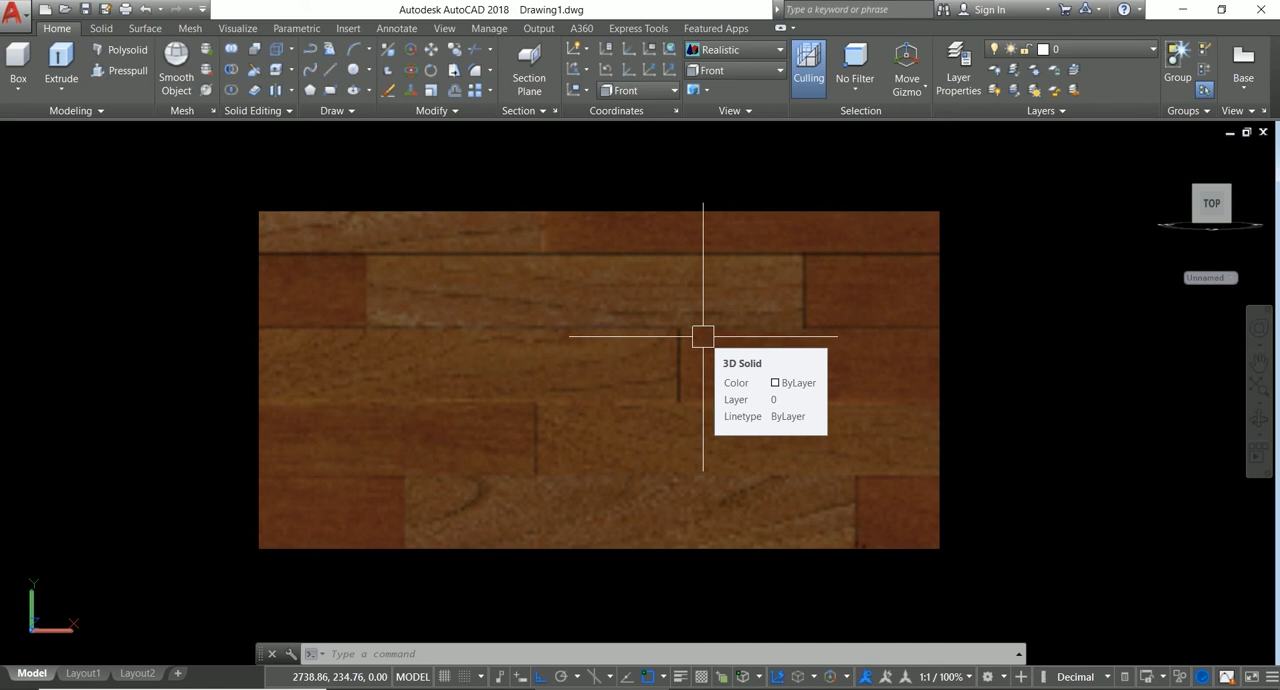 Autodesk AutoCAD 2018 Drawing1.dwg
Type a keyword or phrase
Sign In
Home Solid Surface Mesh Visualize Parametric Insert Annotate View Manage Output A360 Express Tools Featured Apps
Polysolid
Presspull
Box
Extrude
Smooth
Object
Section
Plane
Realistic
Front
Front
Culling
No Filter
Move
Gizmo
Layer
Properties
0
Group
Base
Modeling Mesh Solid Editing Draw Modify Section Coordinates View Selection Layers Groups View
TOP
Unnamed
3D Solid
Color ByLayer
Layer 0
Linetype ByLayer
Y
X
Type a command
Model Layout1 Layout2 +
2738.86, 234.76, 0.00 MODEL 1:1 / 100% Decimal